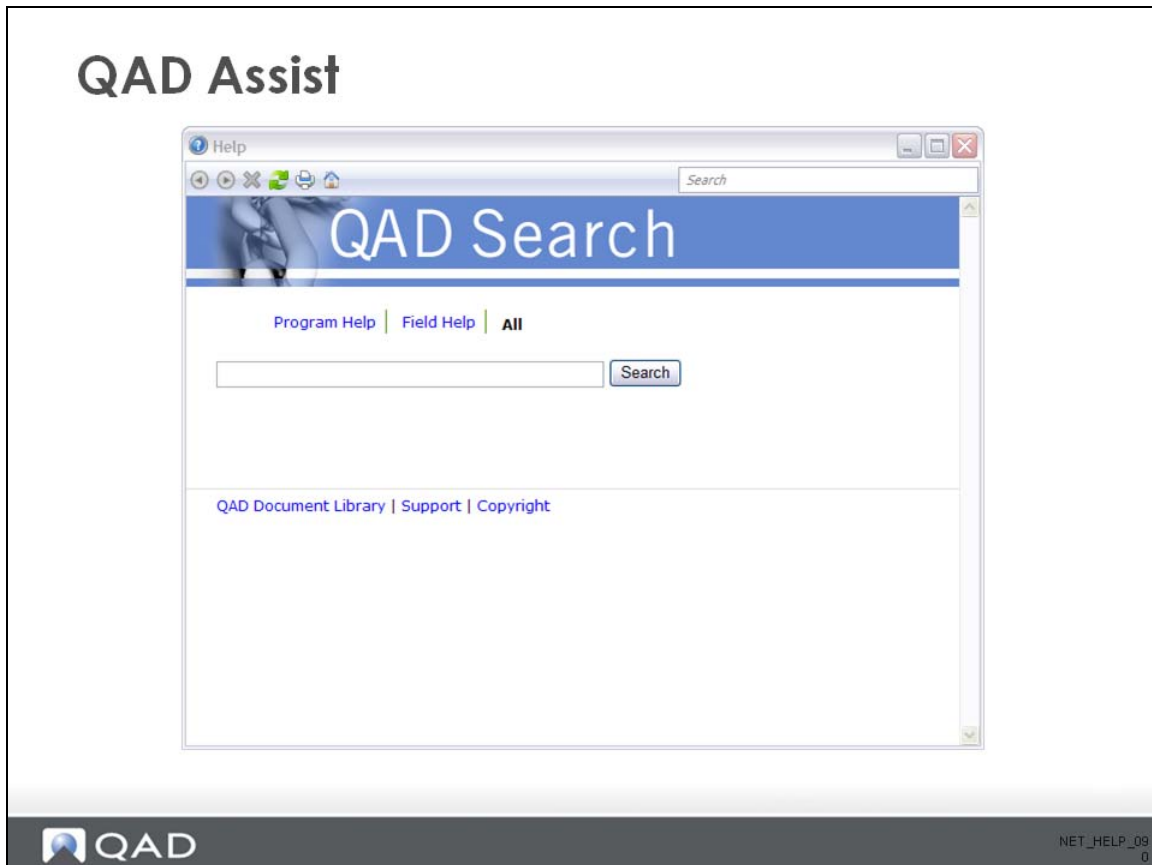 QAD Assist
Help
Search
QAD Search
Program Help | Field Help | All
Search
QAD Document Library | Support | Copyright
QAD
NET_HELP_09
0